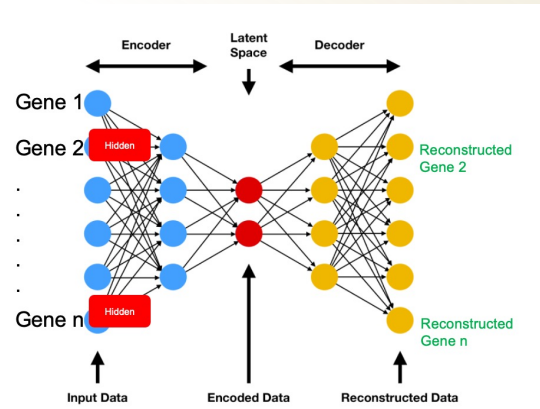 Encoder
Latent
Space
Decoder
Gene 1
Gene 2
Hidden
Reconstructed
Gene 2
.
.
.
.
.
Gene n
Hidden
Reconstructed
Gene n
Input Data
Encoded Data
Reconstructed Data